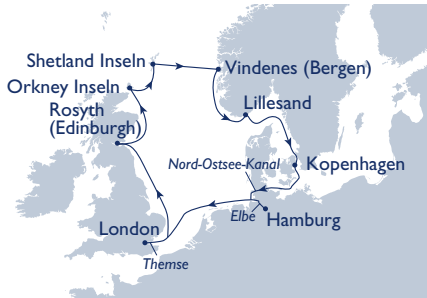 Shetland Inseln
Vindenes (Bergen)
Orkney Inseln
Rosyth
(Edinburgh)
Lillesand
Nord-Ostsee-Kanal
Kopenhagen
Elbe
Hamburg
London
Themse